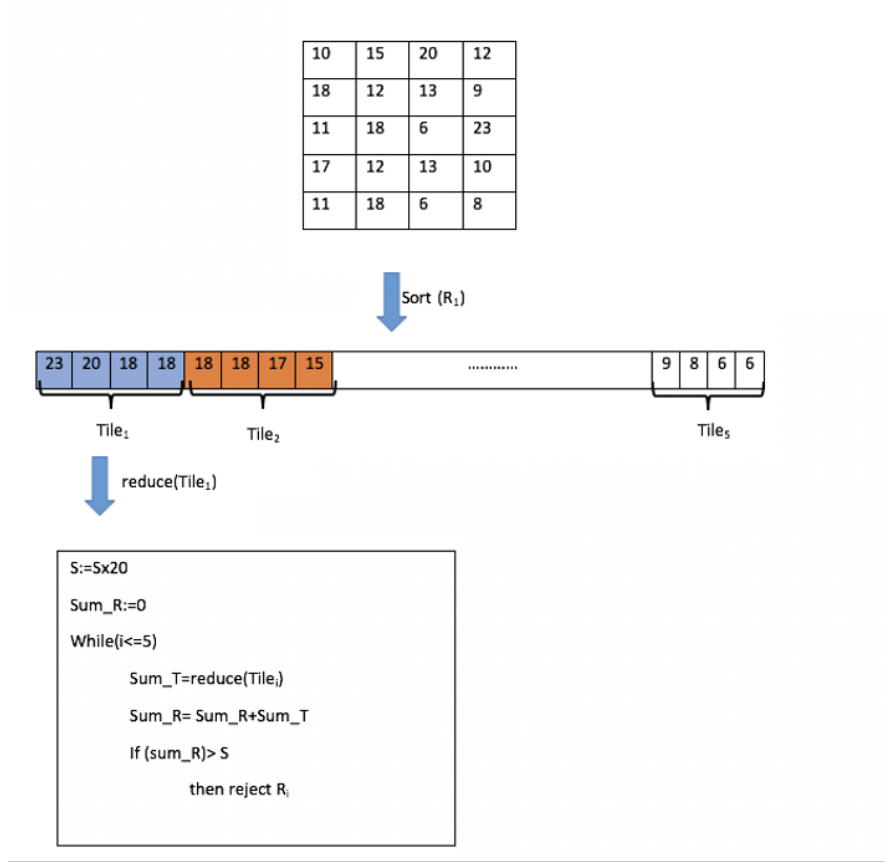 10 15 20 12
18 12 13 9
11 18 6 23
17 12 13 10
11 18 6 8
Sort (R₁)
23 20 18 18 18 18 17 15 ............ 9 8 6 6
Tile₁ Tile₂ Tile₅
reduce(Tile₁)
S:=Sx20
Sum_R:=0
While(i<=5)
Sum_T=reduce(Tileᵢ)
Sum_R= Sum_R+Sum_T
If (sum_R)> S
then reject Rᵢ